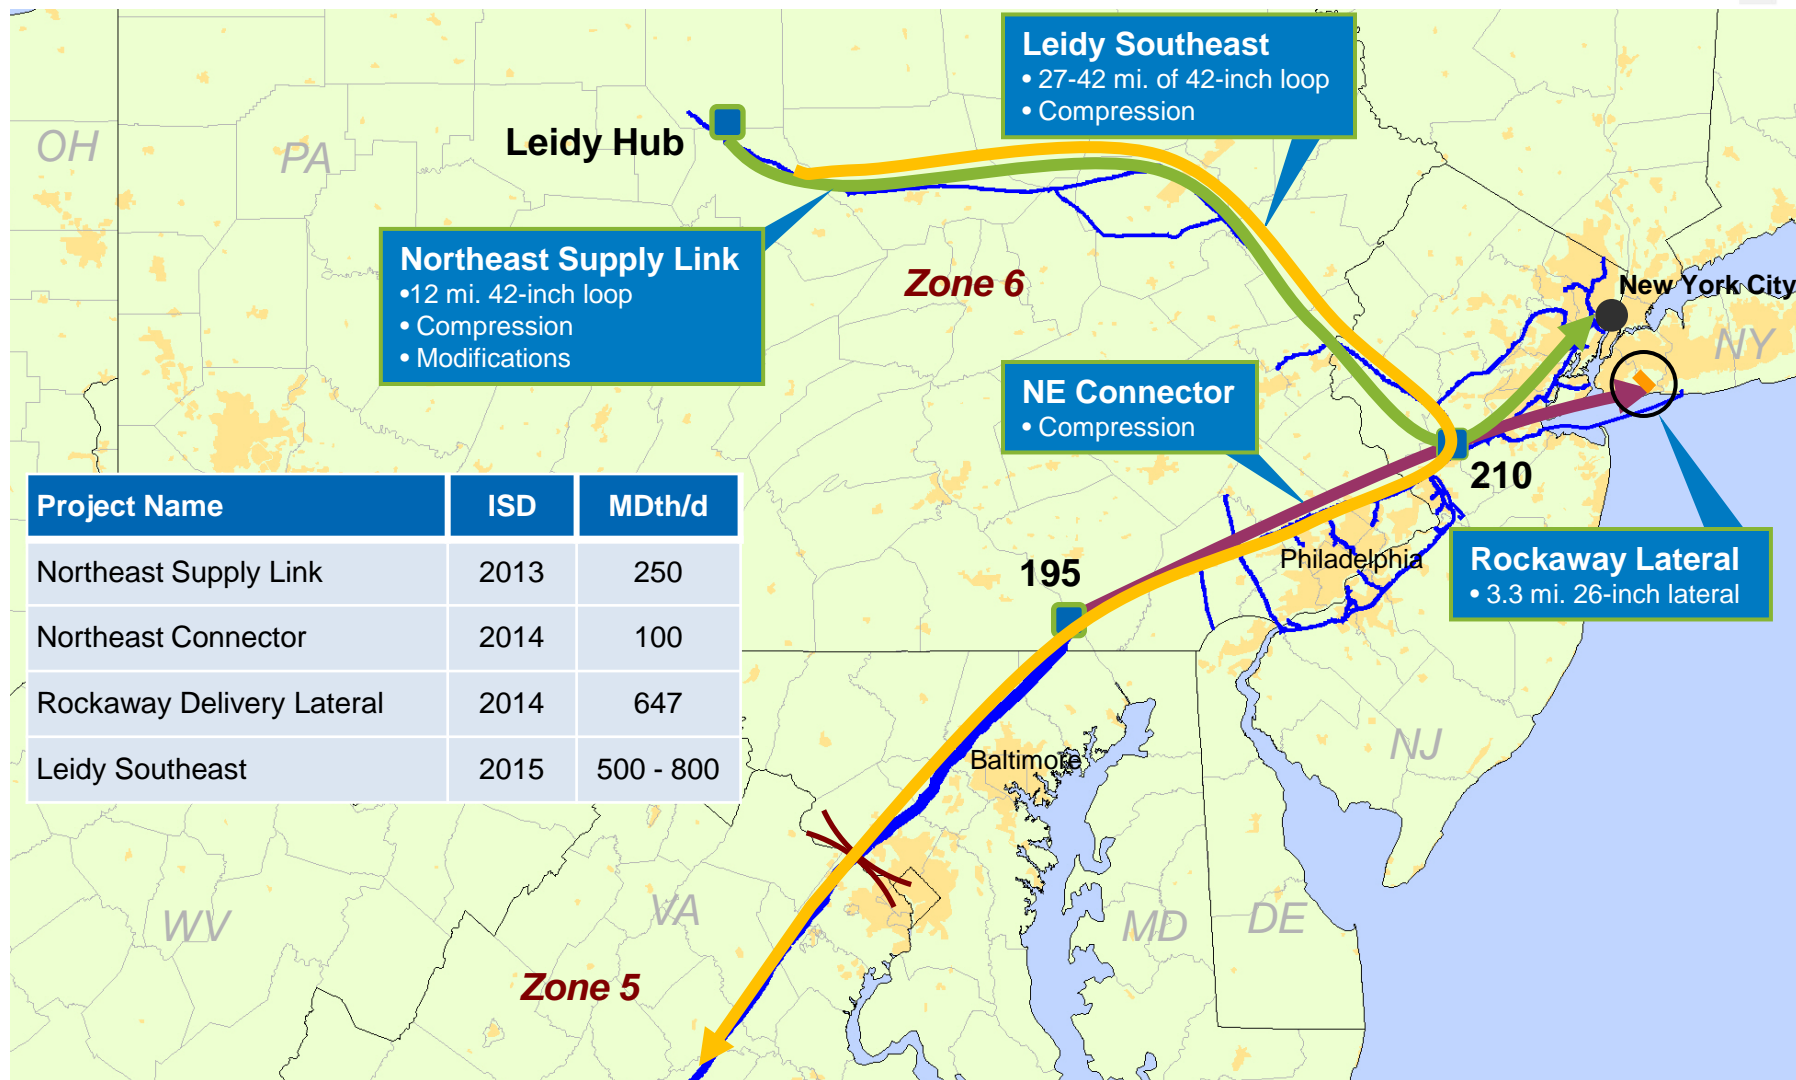 Leidy Southeast
• 27-42 mi. of 42-inch loop
• Compression
Leidy Hub
OH
PA
Northeast Supply Link
•12 mi. 42-inch loop
• Compression
• Modifications
Zone 6
New York City
NY
NE Connector
• Compression
210
Project Name ISD MDth/d
Northeast Supply Link 2013 250
Northeast Connector 2014 100
Rockaway Delivery Lateral 2014 647
Leidy Southeast 2015 500 - 800
195
Philadelphia
Rockaway Lateral
• 3.3 mi. 26-inch lateral
Baltimore
NJ
WV
VA
MD
DE
Zone 5